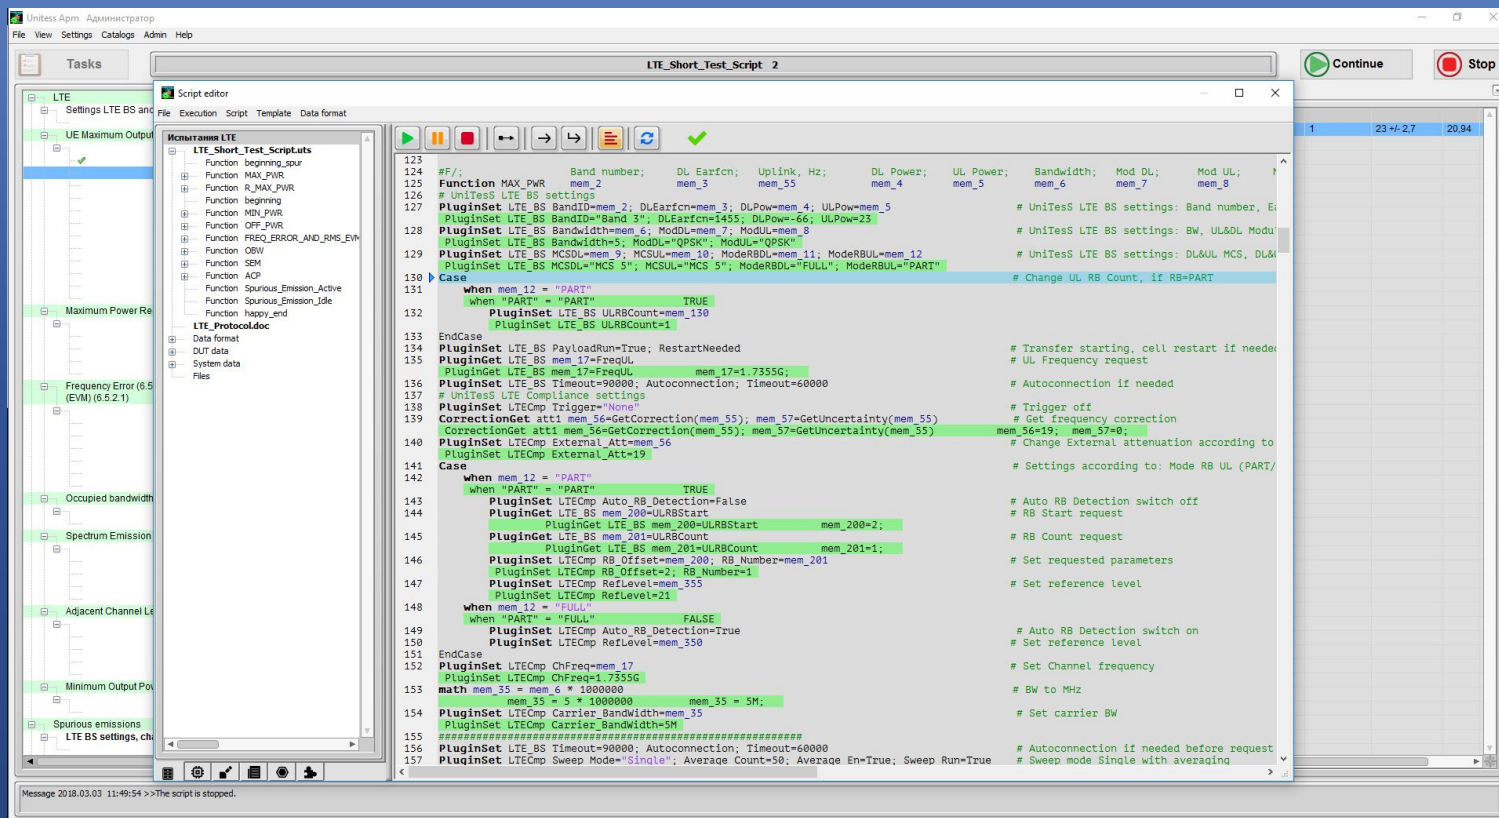 Unitess Apm Администратор
File View Settings Catalogs Admin Help
Tasks
LTE_Short_Test_Script 2
Continue
Stop
LTE
Settings LTE BS and
UE Maximum Output
Maximum Power Re
Frequency Error (6.5
(EVM) (6.5.2.1)
Occupied bandwidth
Spectrum Emission
Adjacent Channel Le
Minimum Output Pov
Spurious emissions
LTE BS settings, cha
1 23 +/- 2,7 20,94
Script editor
File Execution Script Template Data format
Испытания LTE
LTE_Short_Test_Script.uts
Function beginning_spur
Function MAX_PWR
Function R_MAX_PWR
Function beginning
Function MIN_PWR
Function OFF_PWR
Function FREQ_ERROR_AND_RMS_EVM
Function OBW
Function SEM
Function ACP
Function Spurious_Emission_Active
Function Spurious_Emission_Idle
Function happy_end
LTE_Protocol.doc
Data format
DUT data
System data
Files
123
124 #F/; Band number; DL Earfcn; Uplink, Hz; DL Power; UL Power; Bandwidth; Mod DL; Mod UL;
125 Function MAX_PWR mem_2 mem_3 mem_55 mem_4 mem_5 mem_6 mem_7 mem_8
126 # UniTesS LTE BS settings
127 PluginSet LTE_BS BandID=mem_2; DLEarfcn=mem_3; DLPow=mem_4; ULPow=mem_5 # UniTesS LTE BS settings: Band number, Ea
PluginSet LTE_BS BandID="Band 3"; DLEarfcn=1455; DLPow=-66; ULPow=23
128 PluginSet LTE_BS Bandwidth=mem_6; ModDL=mem_7; ModUL=mem_8 # UniTesS LTE BS settings: BW, UL&DL Modu
PluginSet LTE_BS Bandwidth=5; ModDL="QPSK"; ModUL="QPSK"
129 PluginSet LTE_BS MCSDL=mem_9; MCSUL=mem_10; ModeRBDL=mem_11; ModeRBUL=mem_12 # UniTesS LTE BS settings: DL&UL MCS, DL&
PluginSet LTE_BS MCSDL="MCS 5"; MCSUL="MCS 5"; ModeRBDL="FULL"; ModeRBUL="PART"
130 Case # Change UL RB Count, if RB=PART
131 when mem_12 = "PART"
when "PART" = "PART" TRUE
132 PluginSet LTE_BS ULRBCount=mem_130
PluginSet LTE_BS ULRBCount=1
133 EndCase
134 PluginSet LTE_BS PayloadRun=True; RestartNeeded # Transfer starting, cell restart if neede
135 PluginGet LTE_BS mem_17=FreqUL # UL Frequency request
PluginGet LTE_BS mem_17=FreqUL mem_17=1.7355G;
136 PluginSet LTE_BS Timeout=90000; Autoconnection; Timeout=60000 # Autoconnection if needed
137 # UniTesS LTE Compliance settings
138 PluginSet LTECmp Trigger="None" # Trigger off
139 CorrectionGet att1 mem_56=GetCorrection(mem_55); mem_57=GetUncertainty(mem_55) # Get frequency correction
CorrectionGet att1 mem_56=GetCorrection(mem_55); mem_57=GetUncertainty(mem_55) mem_56=19; mem_57=0;
140 PluginSet LTECmp External_Att=mem_56 # Change External attenuation according to
PluginSet LTECmp External_Att=19
141 Case # Settings according to: Mode RB UL (PART/
142 when mem_12 = "PART"
when "PART" = "PART" TRUE
143 PluginSet LTECmp Auto_RB_Detection=False # Auto RB Detection switch off
144 PluginGet LTE_BS mem_200=ULRBStart # RB Start request
PluginGet LTE_BS mem_200=ULRBStart mem_200=2;
145 PluginGet LTE_BS mem_201=ULRBCount # RB Count request
PluginGet LTE_BS mem_201=ULRBCount mem_201=1;
146 PluginSet LTECmp RB_Offset=mem_200; RB_Number=mem_201 # Set requested parameters
PluginSet LTECmp RB_Offset=2; RB_Number=1
147 PluginSet LTECmp RefLevel=mem_355 # Set reference level
PluginSet LTECmp RefLevel=21
148 when mem_12 = "FULL"
when "PART" = "FULL" FALSE
149 PluginSet LTECmp Auto_RB_Detection=True # Auto RB Detection switch on
150 PluginSet LTECmp RefLevel=mem_350 # Set reference level
151 EndCase
152 PluginSet LTECmp ChFreq=mem_17 # Set Channel frequency
PluginSet LTECmp ChFreq=1.7355G
153 math mem_35 = mem_6 * 1000000 # BW to MHz
mem_35 = 5 * 1000000 mem_35 = 5M;
154 PluginSet LTECmp Carrier_BandWidth=mem_35 # Set carrier BW
PluginSet LTECmp Carrier_BandWidth=5M
155 ##########################################################
156 PluginSet LTE_BS Timeout=90000; Autoconnection; Timeout=60000 # Autoconnection if needed before request
157 PluginSet LTECmp Sweep Mode="Single"; Average Count=50; Average En=True; Sweep Run=True # Sweep mode Single with averaging
Message 2018.03.03 11:49:54 >>The script is stopped.